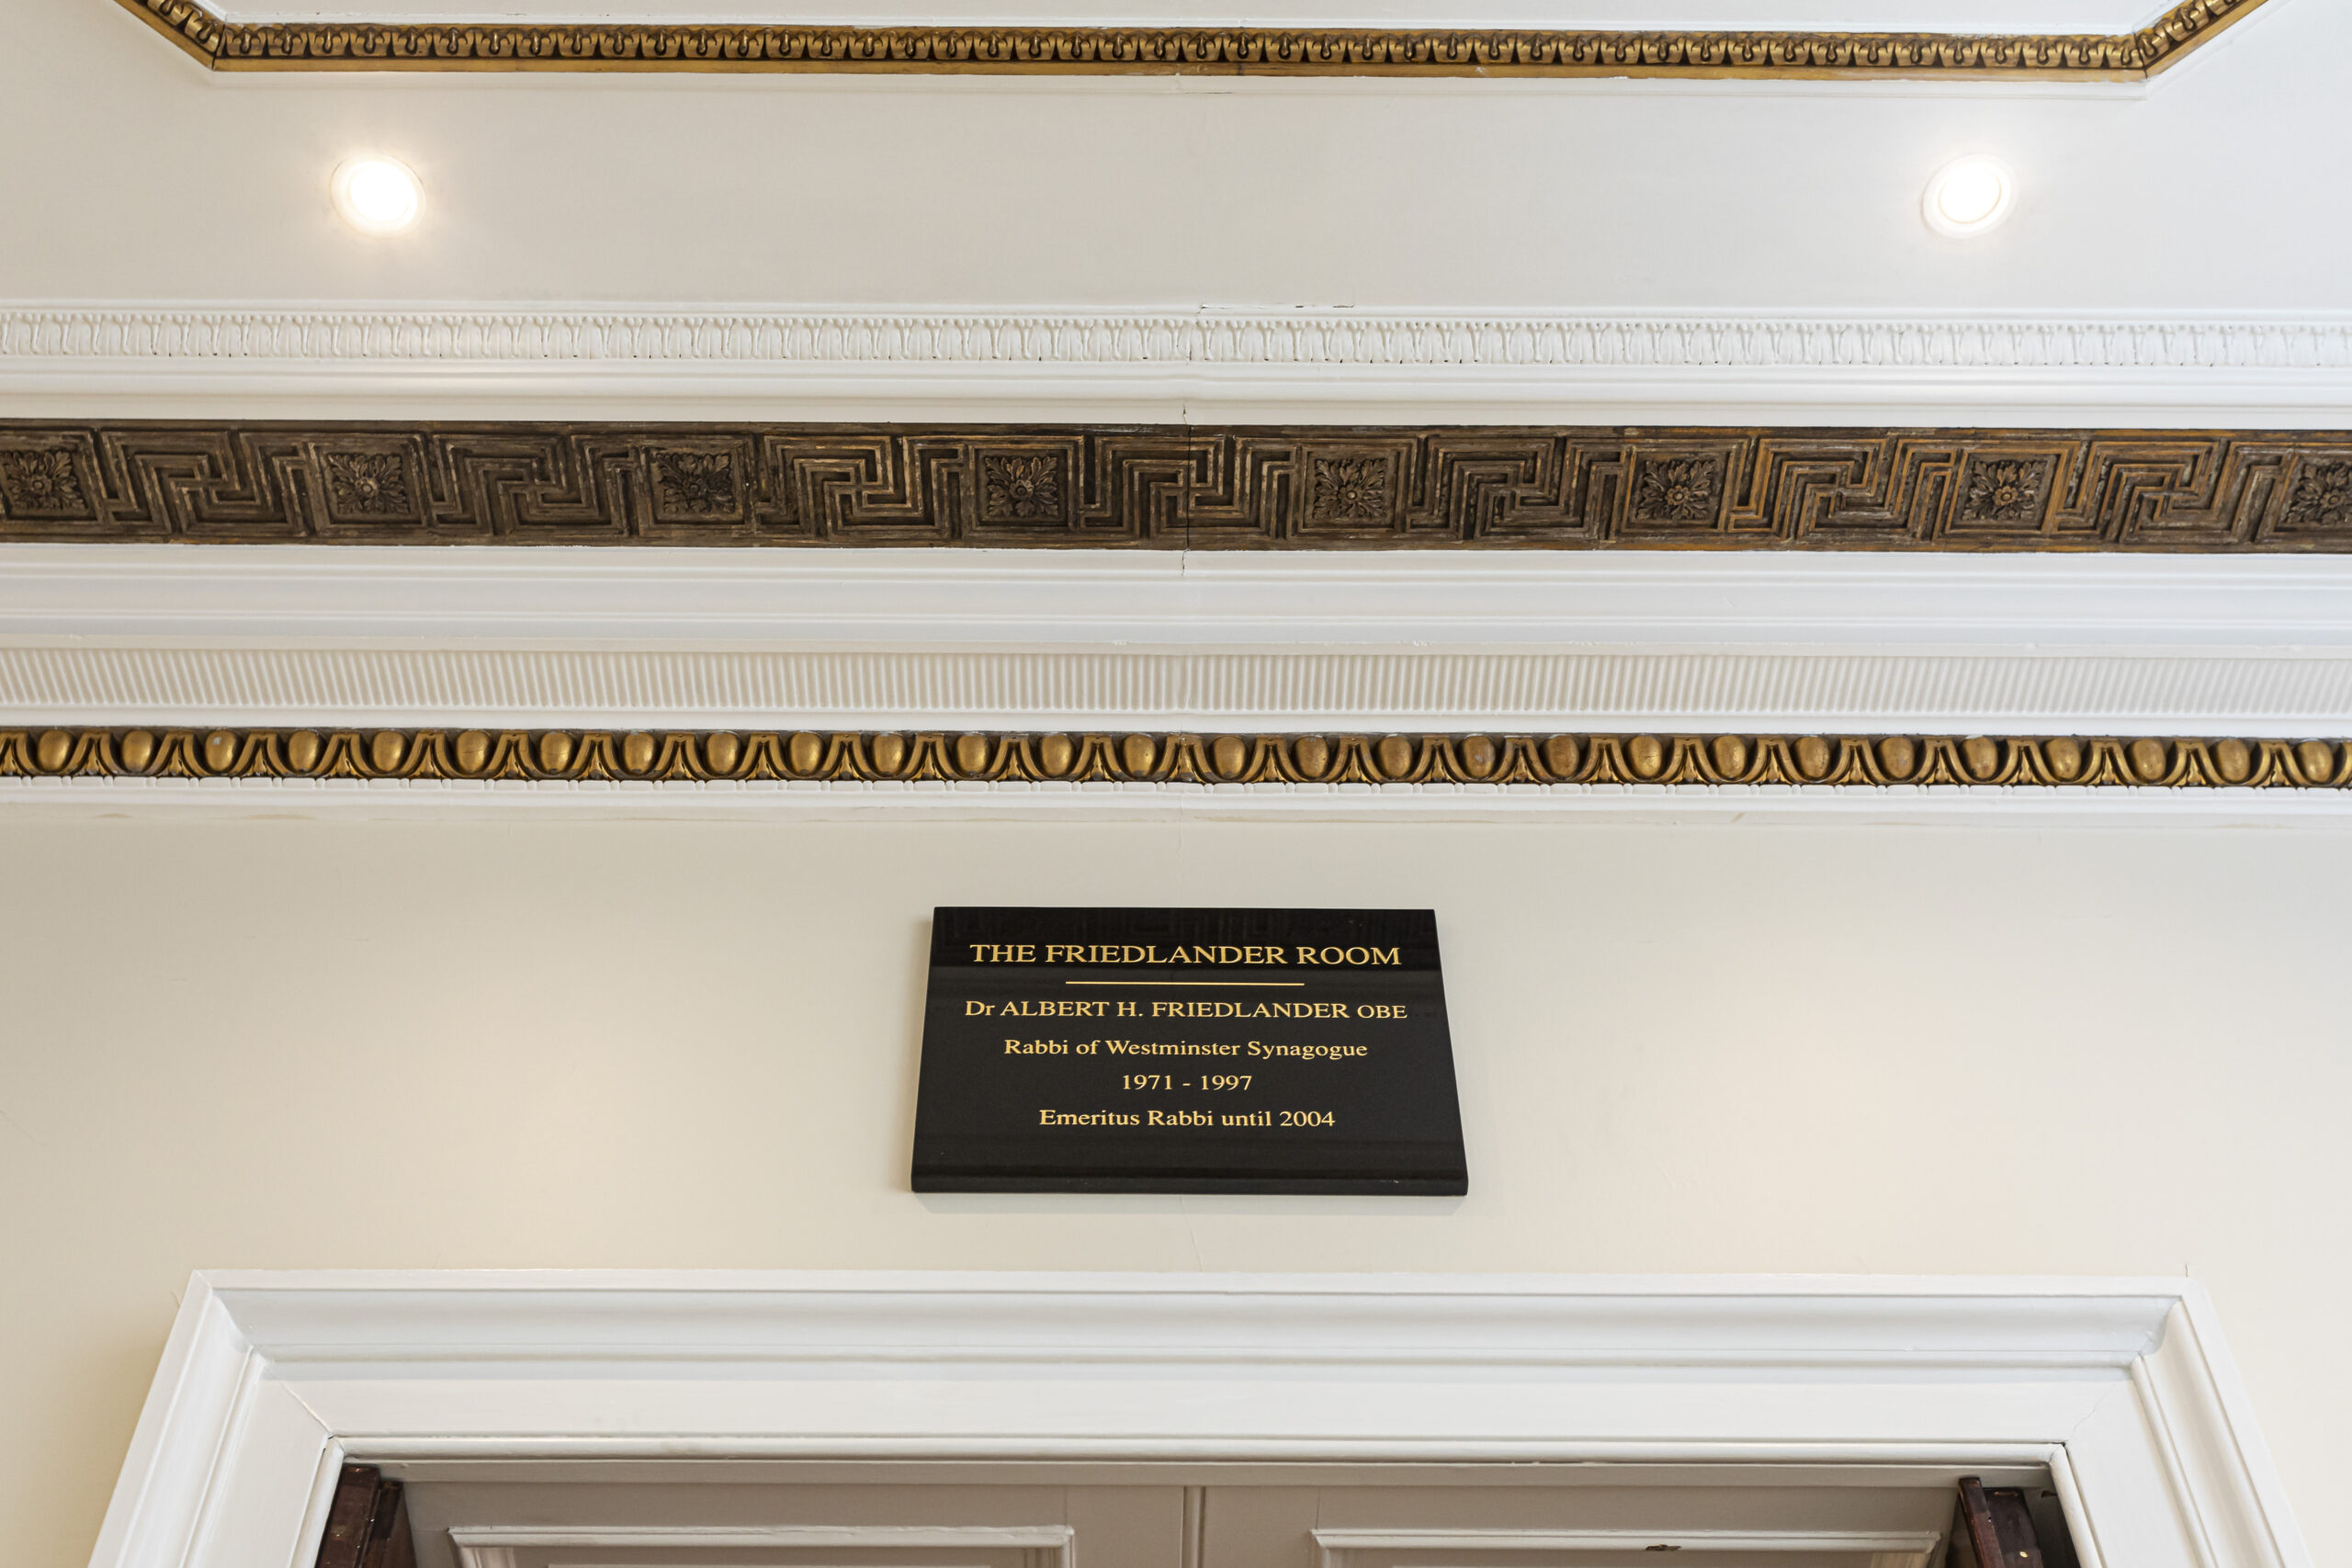 THE FRIEDLANDER ROOM
Dr ALBERT H. FRIEDLANDER OBE
Rabbi of Westminster Synagogue
1971 - 1997
Emeritus Rabbi until 2004